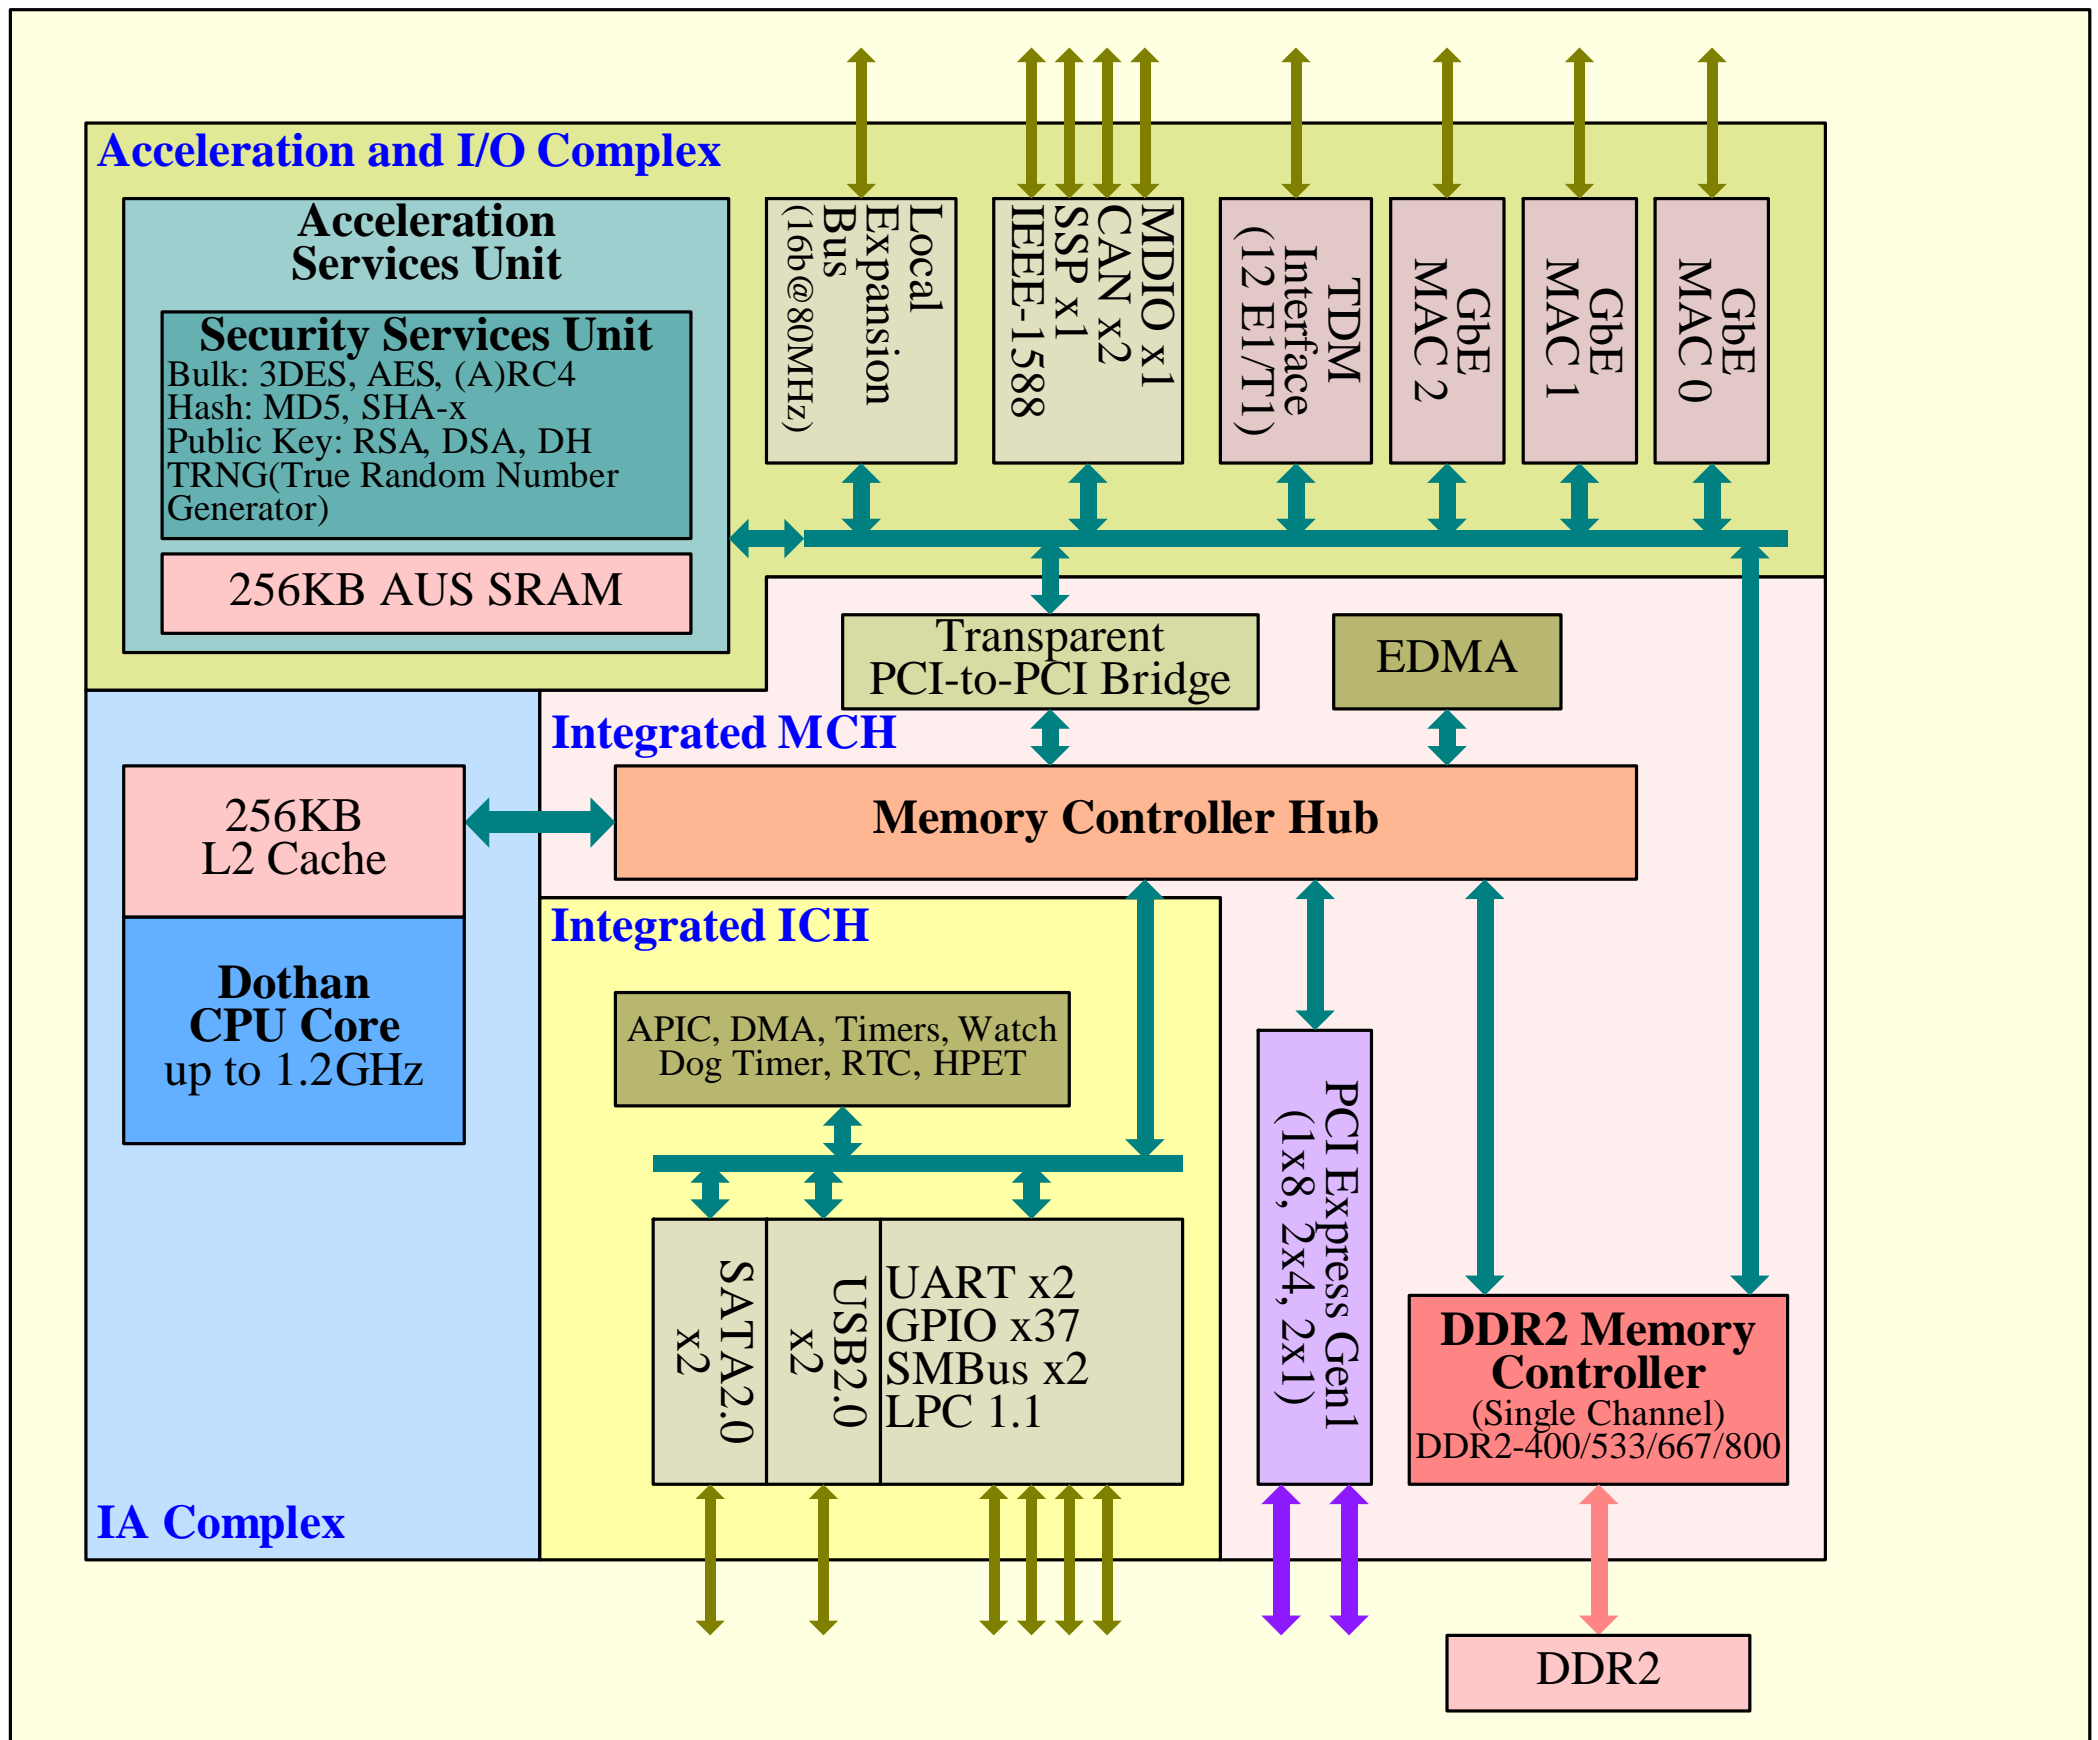 Acceleration and I/O Complex
Acceleration
Services Unit
Security Services Unit
Bulk: 3DES, AES, (A)RC4
Hash: MD5, SHA-x
Public Key: RSA, DSA, DH
TRNG(True Random Number
Generator)
256KB AUS SRAM
Local
Expansion
Bus
(16b@80MHz)
MDIO x1
CAN x2
SSP x1
IEEE-1588
TDM
Interface
(12 E1/T1)
GbE
MAC 2
GbE
MAC 1
GbE
MAC 0
Transparent
PCI-to-PCI Bridge
EDMA
Integrated MCH
Memory Controller Hub
256KB
L2 Cache
Dothan
CPU Core
up to 1.2GHz
IA Complex
Integrated ICH
APIC, DMA, Timers, Watch
Dog Timer, RTC, HPET
SATA2.0
x2
USB2.0
x2
UART x2
GPIO x37
SMBus x2
LPC 1.1
PCI Express Gen1
(1x8, 2x4, 2x1)
DDR2 Memory
Controller
(Single Channel)
DDR2-400/533/667/800
DDR2